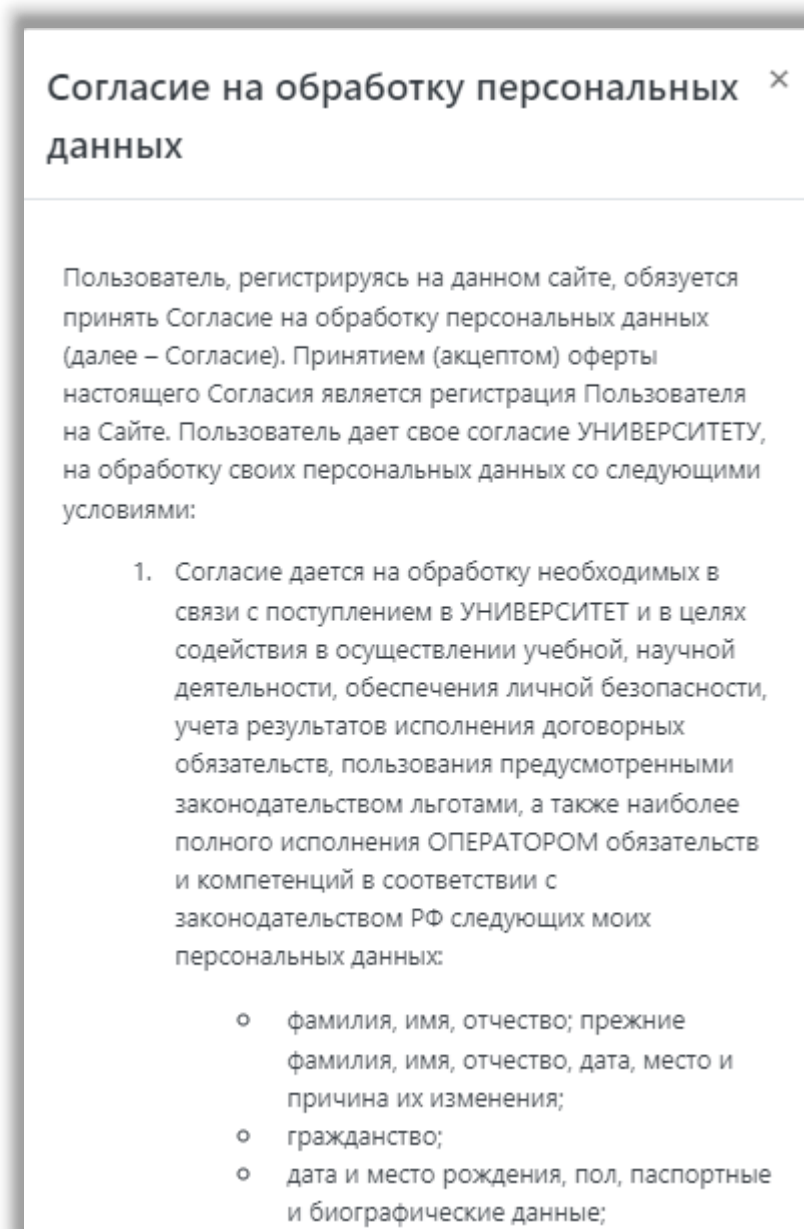 Согласие на обработку персональных ×
данных
Пользователь, регистрируясь на данном сайте, обязуется
принять Согласие на обработку персональных данных
(далее – Согласие). Принятием (акцептом) оферты
настоящего Согласия является регистрация Пользователя
на Сайте. Пользователь дает свое согласие УНИВЕРСИТЕТУ,
на обработку своих персональных данных со следующими
условиями:
1. Согласие дается на обработку необходимых в
связи с поступлением в УНИВЕРСИТЕТ и в целях
содействия в осуществлении учебной, научной
деятельности, обеспечения личной безопасности,
учета результатов исполнения договорных
обязательств, пользования предусмотренными
законодательством льготами, а также наиболее
полного исполнения ОПЕРАТОРОМ обязательств
и компетенций в соответствии с
законодательством РФ следующих моих
персональных данных:
○ фамилия, имя, отчество; прежние
фамилия, имя, отчество, дата, место и
причина их изменения;
○ гражданство;
○ дата и место рождения, пол, паспортные
и биографические данные;